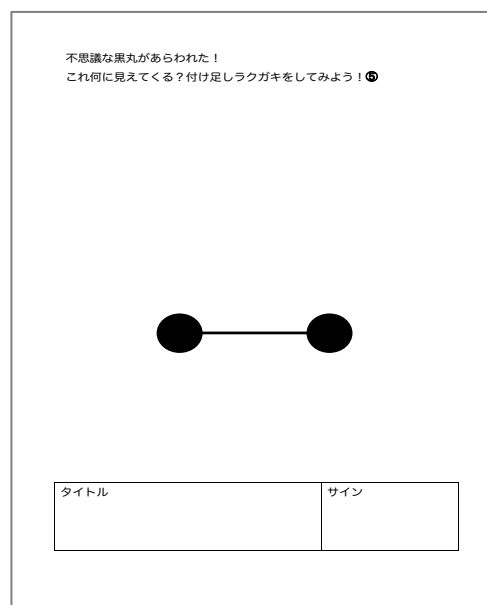 不思議な黒丸があらわれた！
これ何に見えてくる？付け足しラクガキをしてみよう！⑤
タイトル
サイン